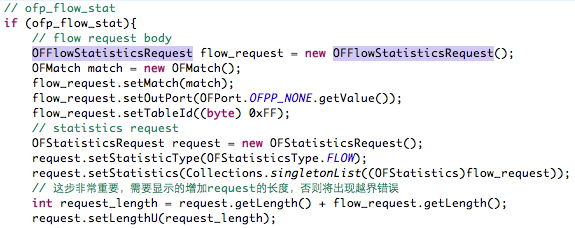 // ofp_flow_stat
if (ofp_flow_stat){
// flow request body
OFFlowStatisticsRequest flow_request = new OFFlowStatisticsRequest();
OFMatch match = new OFMatch();
flow_request.setMatch(match);
flow_request.setOutPort(OFPort.OFPP_NONE.getValue());
flow_request.setTableId((byte) 0xFF);
// statistics request
OFStatisticsRequest request = new OFStatisticsRequest();
request.setStatisticType(OFStatisticsType.FLOW);
request.setStatistics(Collections.singletonList((OFStatistics)flow_request));
// 这步非常重要，需要显示的增加request的长度，否则将出现越界错误
int request_length = request.getLength() + flow_request.getLength();
request.setLengthU(request_length);